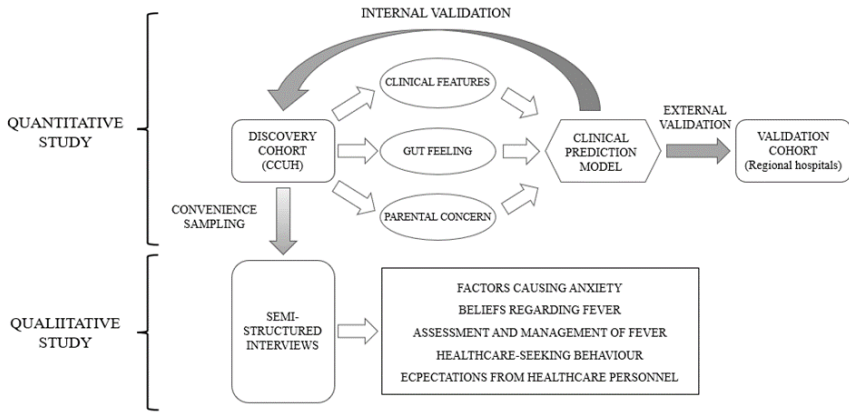 INTERNAL VALIDATION
CLINICAL FEATURES
QUANTITATIVE
STUDY
DISCOVERY
COHORT
(CCUH)
GUT FEELING
CLINICAL
PREDICTION
MODEL
EXTERNAL
VALIDATION
VALIDATION
COHORT
(Regional hospitals)
PARENTAL CONCERN
CONVENIENCE
SAMPLING
QUALIITATIVE
STUDY
SEMI-
STRUCTURED
INTERVIEWS
FACTORS CAUSING ANXIETY
BELIEFS REGARDING FEVER
ASSESSMENT AND MANAGEMENT OF FEVER
HEALTHCARE-SEEKING BEHAVIOUR
ECPECTATIONS FROM HEALTHCARE PERSONNEL